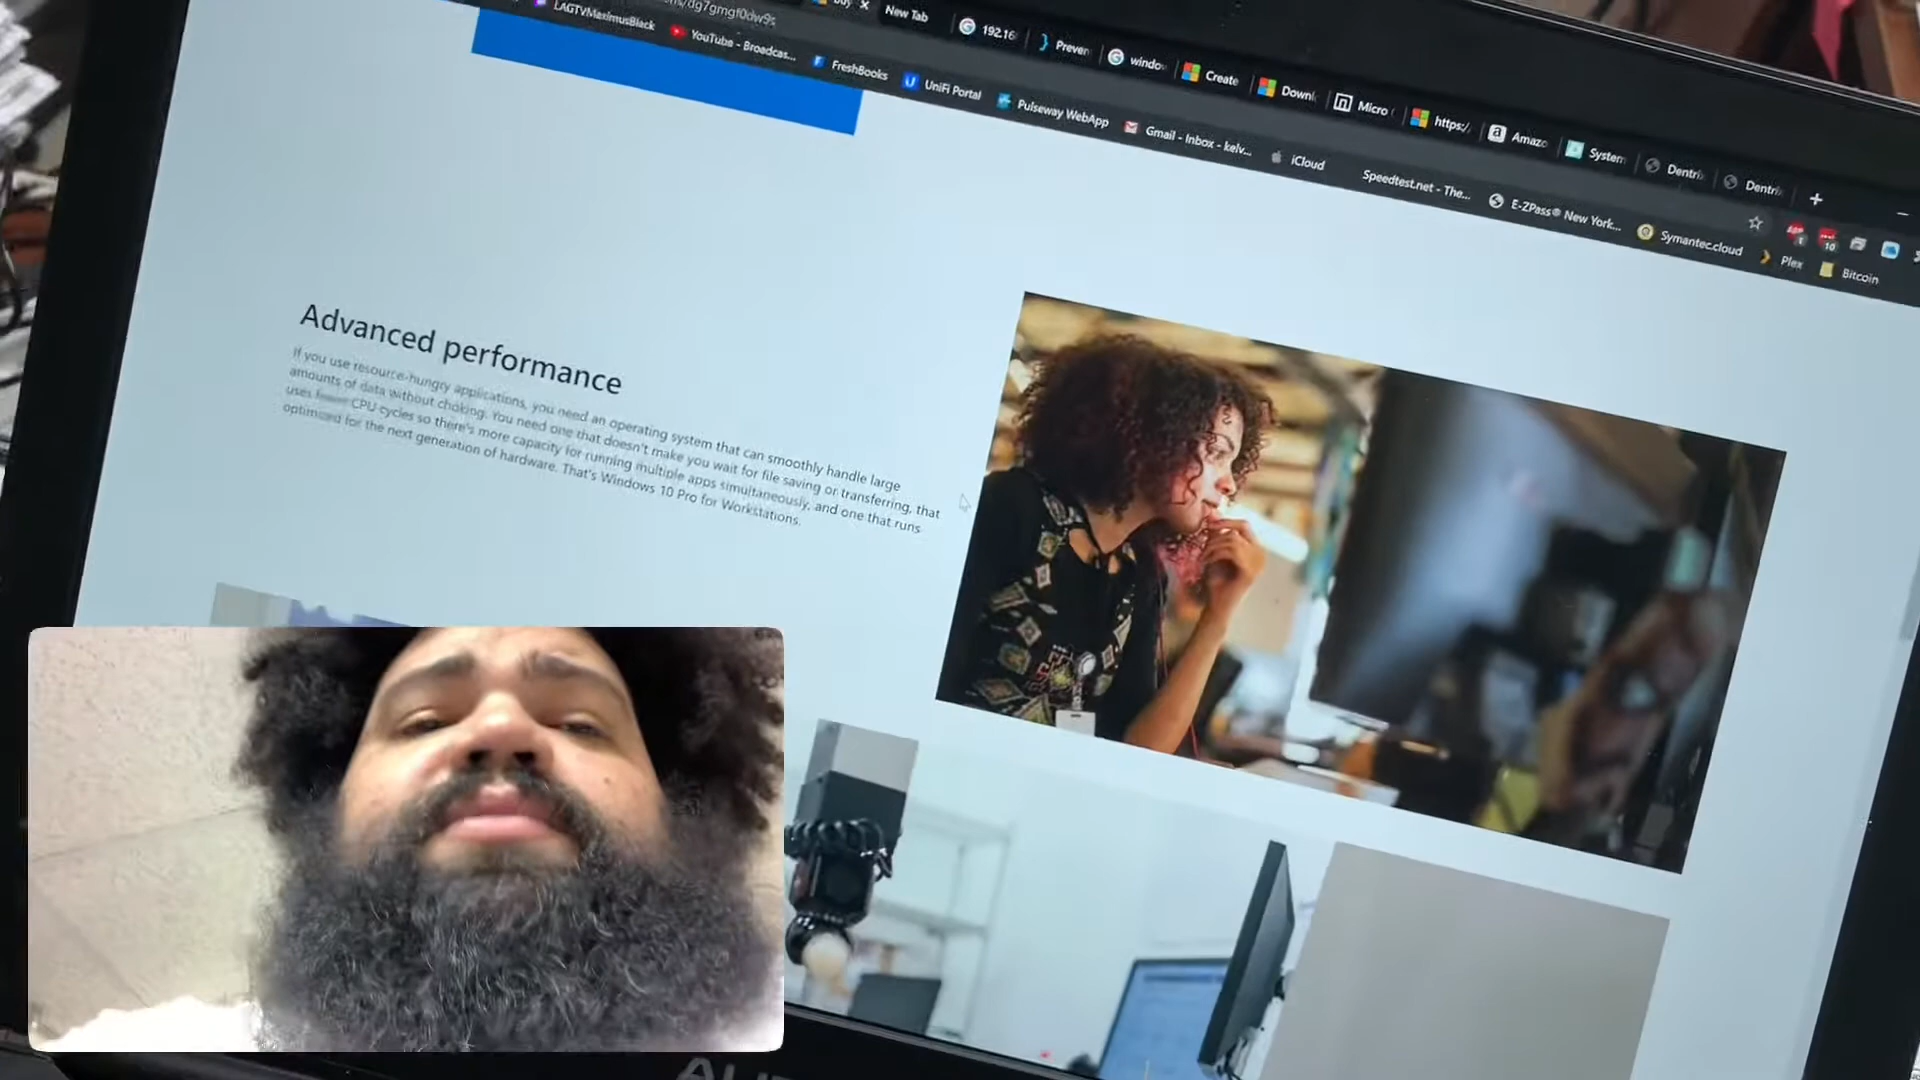 Buy
New Tab
192.16
Preven
windo
Create
Downl
Micro
https:/
Amazo
System
Dentri
Dentri
LAGTVMaximusBlack
YouTube - Broadcas...
FreshBooks
UniFi Portal
Pulseway WebApp
Gmail - Inbox - kelv...
iCloud
Speedtest.net - The...
E-ZPass® New York...
Symantec.cloud
Plex
Bitcoin
10
Advanced performance
If you use resource-hungry applications, you need an operating system that can smoothly handle large
amounts of data without choking. You need one that doesn't make you wait for file saving or transferring, that
uses fewer CPU cycles so there's more capacity for running multiple apps simultaneously, and one that runs
optimized for the next generation of hardware. That's Windows 10 Pro for Workstations.